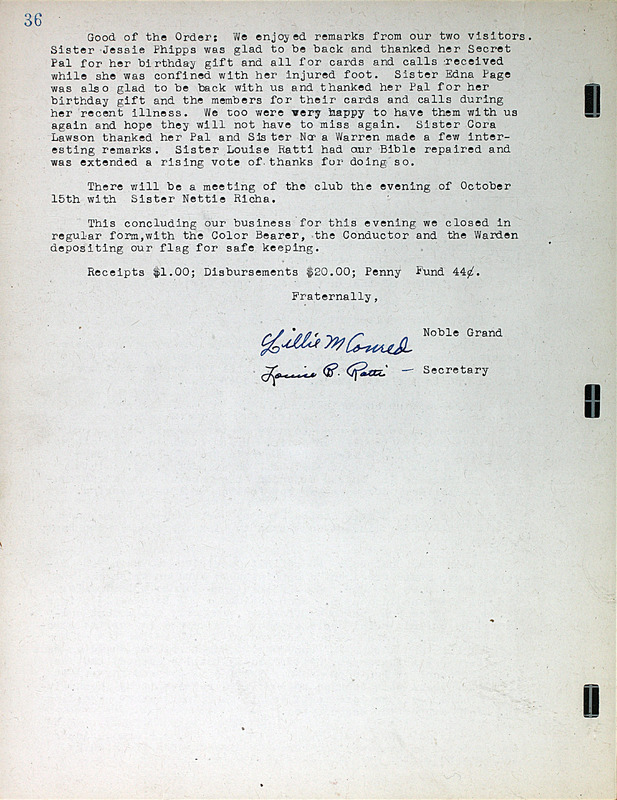 36
Good of the Order: We enjoyed remarks from our two visitors.
Sister Jessie Phipps was glad to be back and thanked her Secret
Pal for her birthday gift and all for cards and calls received
while she was confined with her injured foot. Sister Edna Page
was also glad to be back with us and thanked her Pal for her
birthday gift and the members for their cards and calls during
her recent illness. We too were very happy to have them with us
again and hope they will not have to miss again. Sister Cora
Lawson thanked her Pal and Sister Nora Warren made a few inter-
esting remarks. Sister Louise Ratti had our Bible repaired and
was extended a rising vote of thanks for doing so.
There will be a meeting of the club the evening of October
15th with Sister Nettie Richa.
This concluding our business for this evening we closed in
regular form,with the Color Bearer, the Conductor and the Warden
depositing our flag for safe keeping.
Receipts $1.00; Disbursements $20.00; Penny Fund 44¢.
Fraternally,
Lillie M Conred Noble Grand
Louise B. Ratti — Secretary